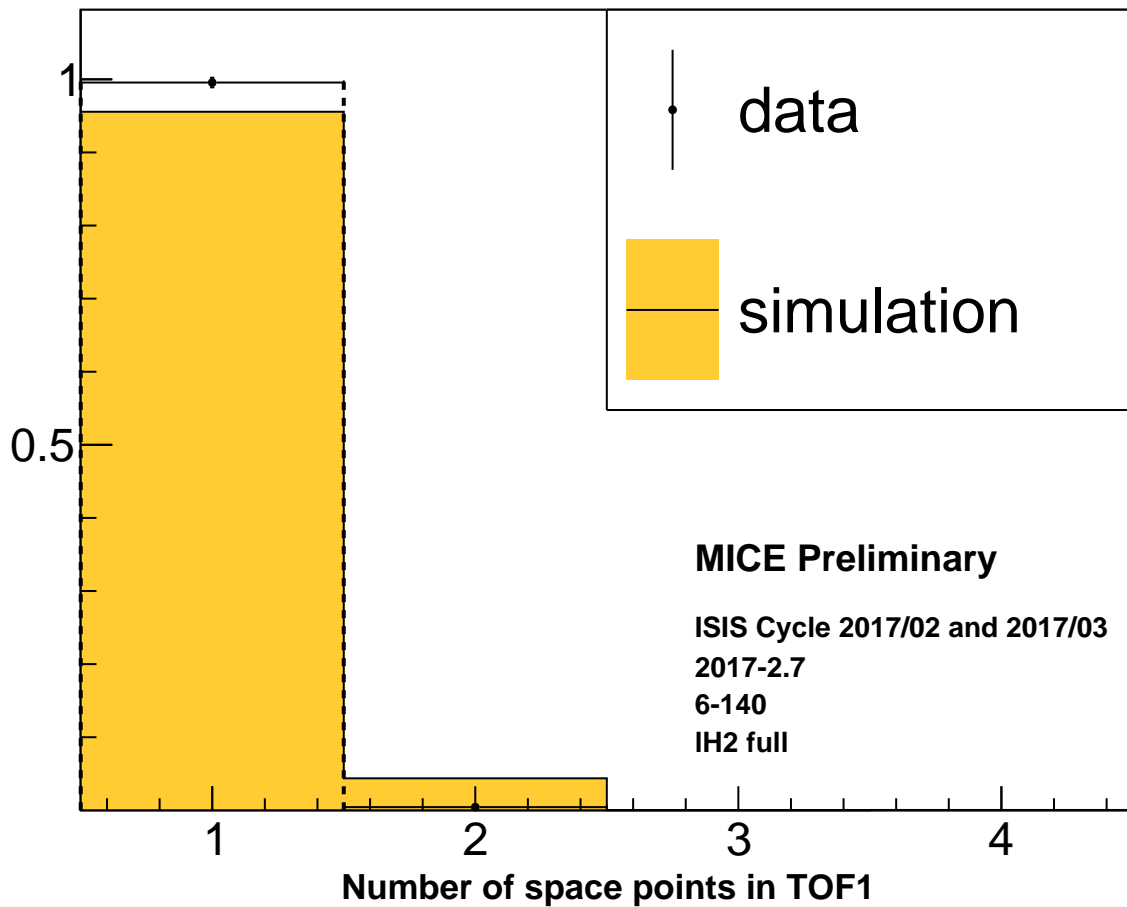 1
0.5
data
simulation
MICE Preliminary
ISIS Cycle 2017/02 and 2017/03
2017-2.7
6-140
lH2 full
1 2 3 4
Number of space points in TOF1